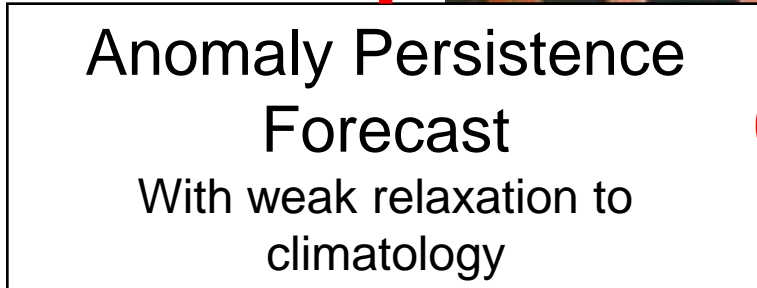 Anomaly Persistence
Forecast
With weak relaxation to
climatology